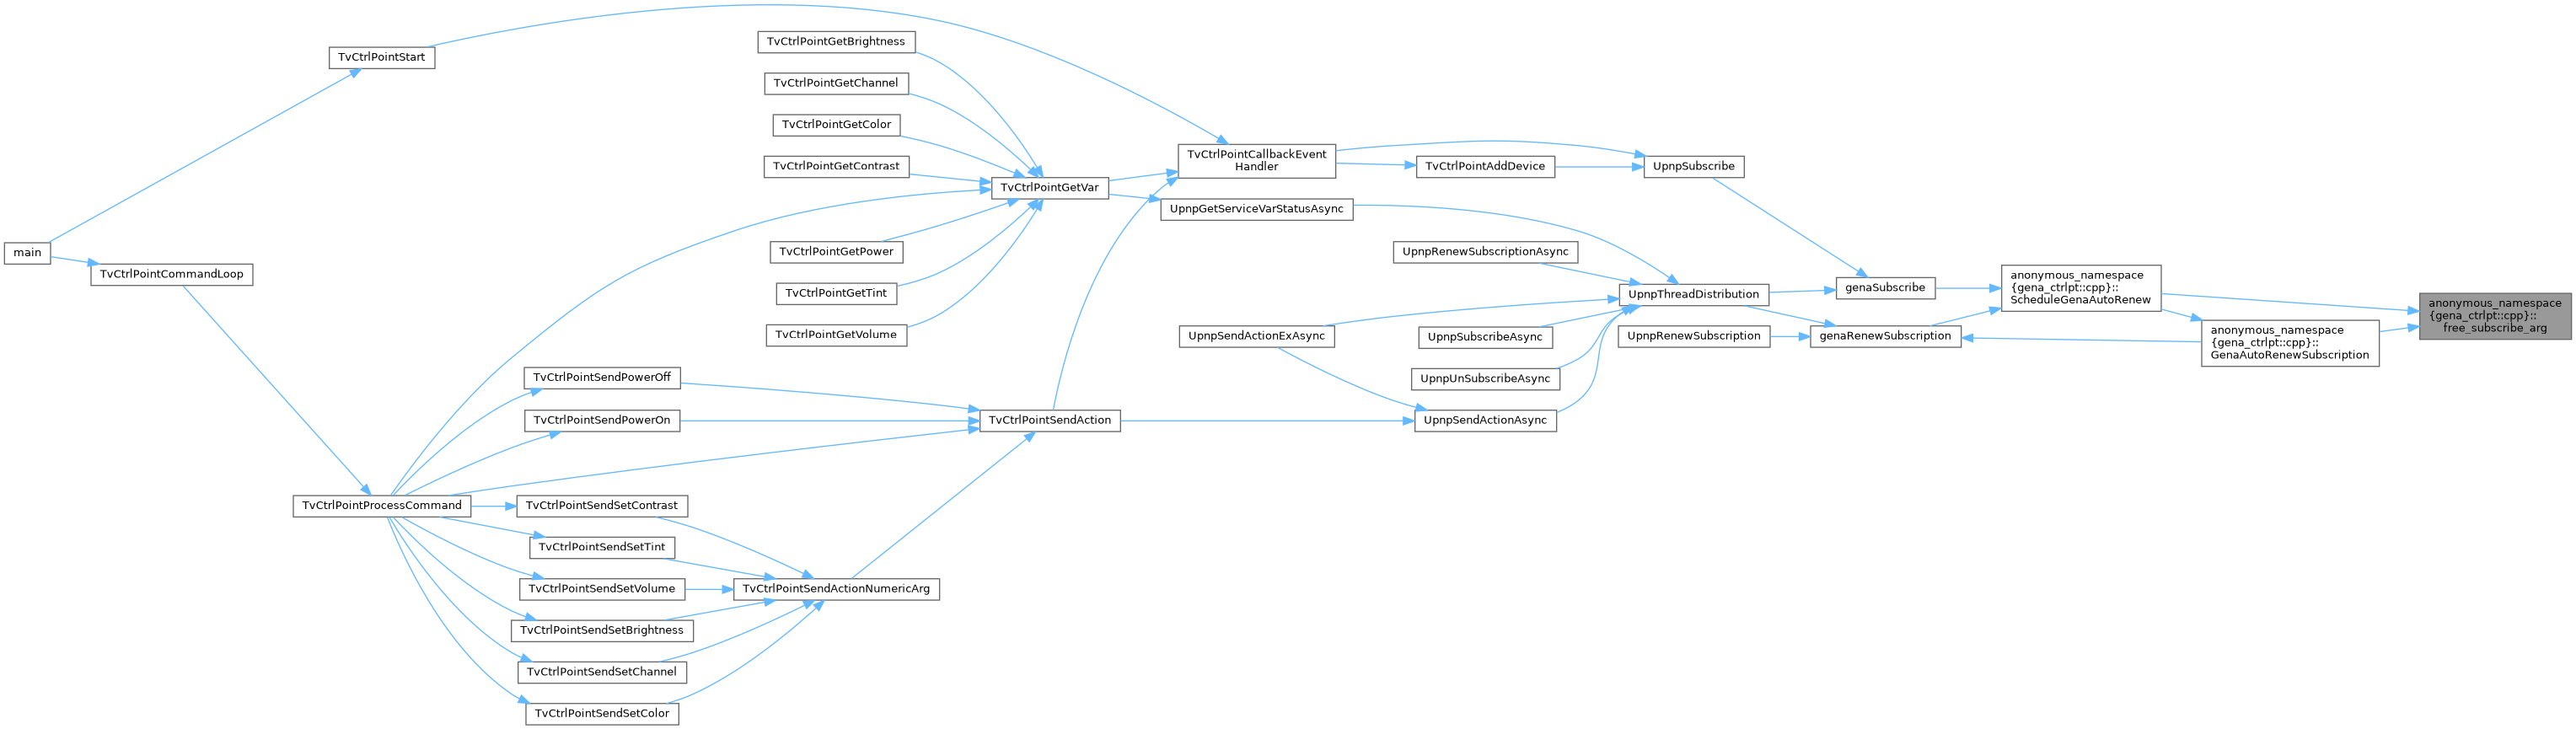 main
TvCtrlPointStart
TvCtrlPointCommandLoop
TvCtrlPointProcessCommand
TvCtrlPointSendPowerOff
TvCtrlPointSendPowerOn
TvCtrlPointSendSetContrast
TvCtrlPointSendSetTint
TvCtrlPointSendSetVolume
TvCtrlPointSendSetBrightness
TvCtrlPointSendSetChannel
TvCtrlPointSendSetColor
TvCtrlPointGetBrightness
TvCtrlPointGetChannel
TvCtrlPointGetColor
TvCtrlPointGetContrast
TvCtrlPointGetPower
TvCtrlPointGetTint
TvCtrlPointGetVolume
TvCtrlPointSendActionNumericArg
TvCtrlPointGetVar
TvCtrlPointSendAction
TvCtrlPointCallbackEvent
Handler
UpnpGetServiceVarStatusAsync
UpnpSendActionExAsync
TvCtrlPointAddDevice
UpnpRenewSubscriptionAsync
UpnpSubscribeAsync
UpnpUnSubscribeAsync
UpnpSendActionAsync
UpnpSubscribe
UpnpThreadDistribution
UpnpRenewSubscription
genaSubscribe
genaRenewSubscription
anonymous_namespace
{gena_ctrlpt::cpp}::
ScheduleGenaAutoRenew
anonymous_namespace
{gena_ctrlpt::cpp}::
GenaAutoRenewSubscription
anonymous_namespace
{gena_ctrlpt::cpp}::
free_subscribe_arg